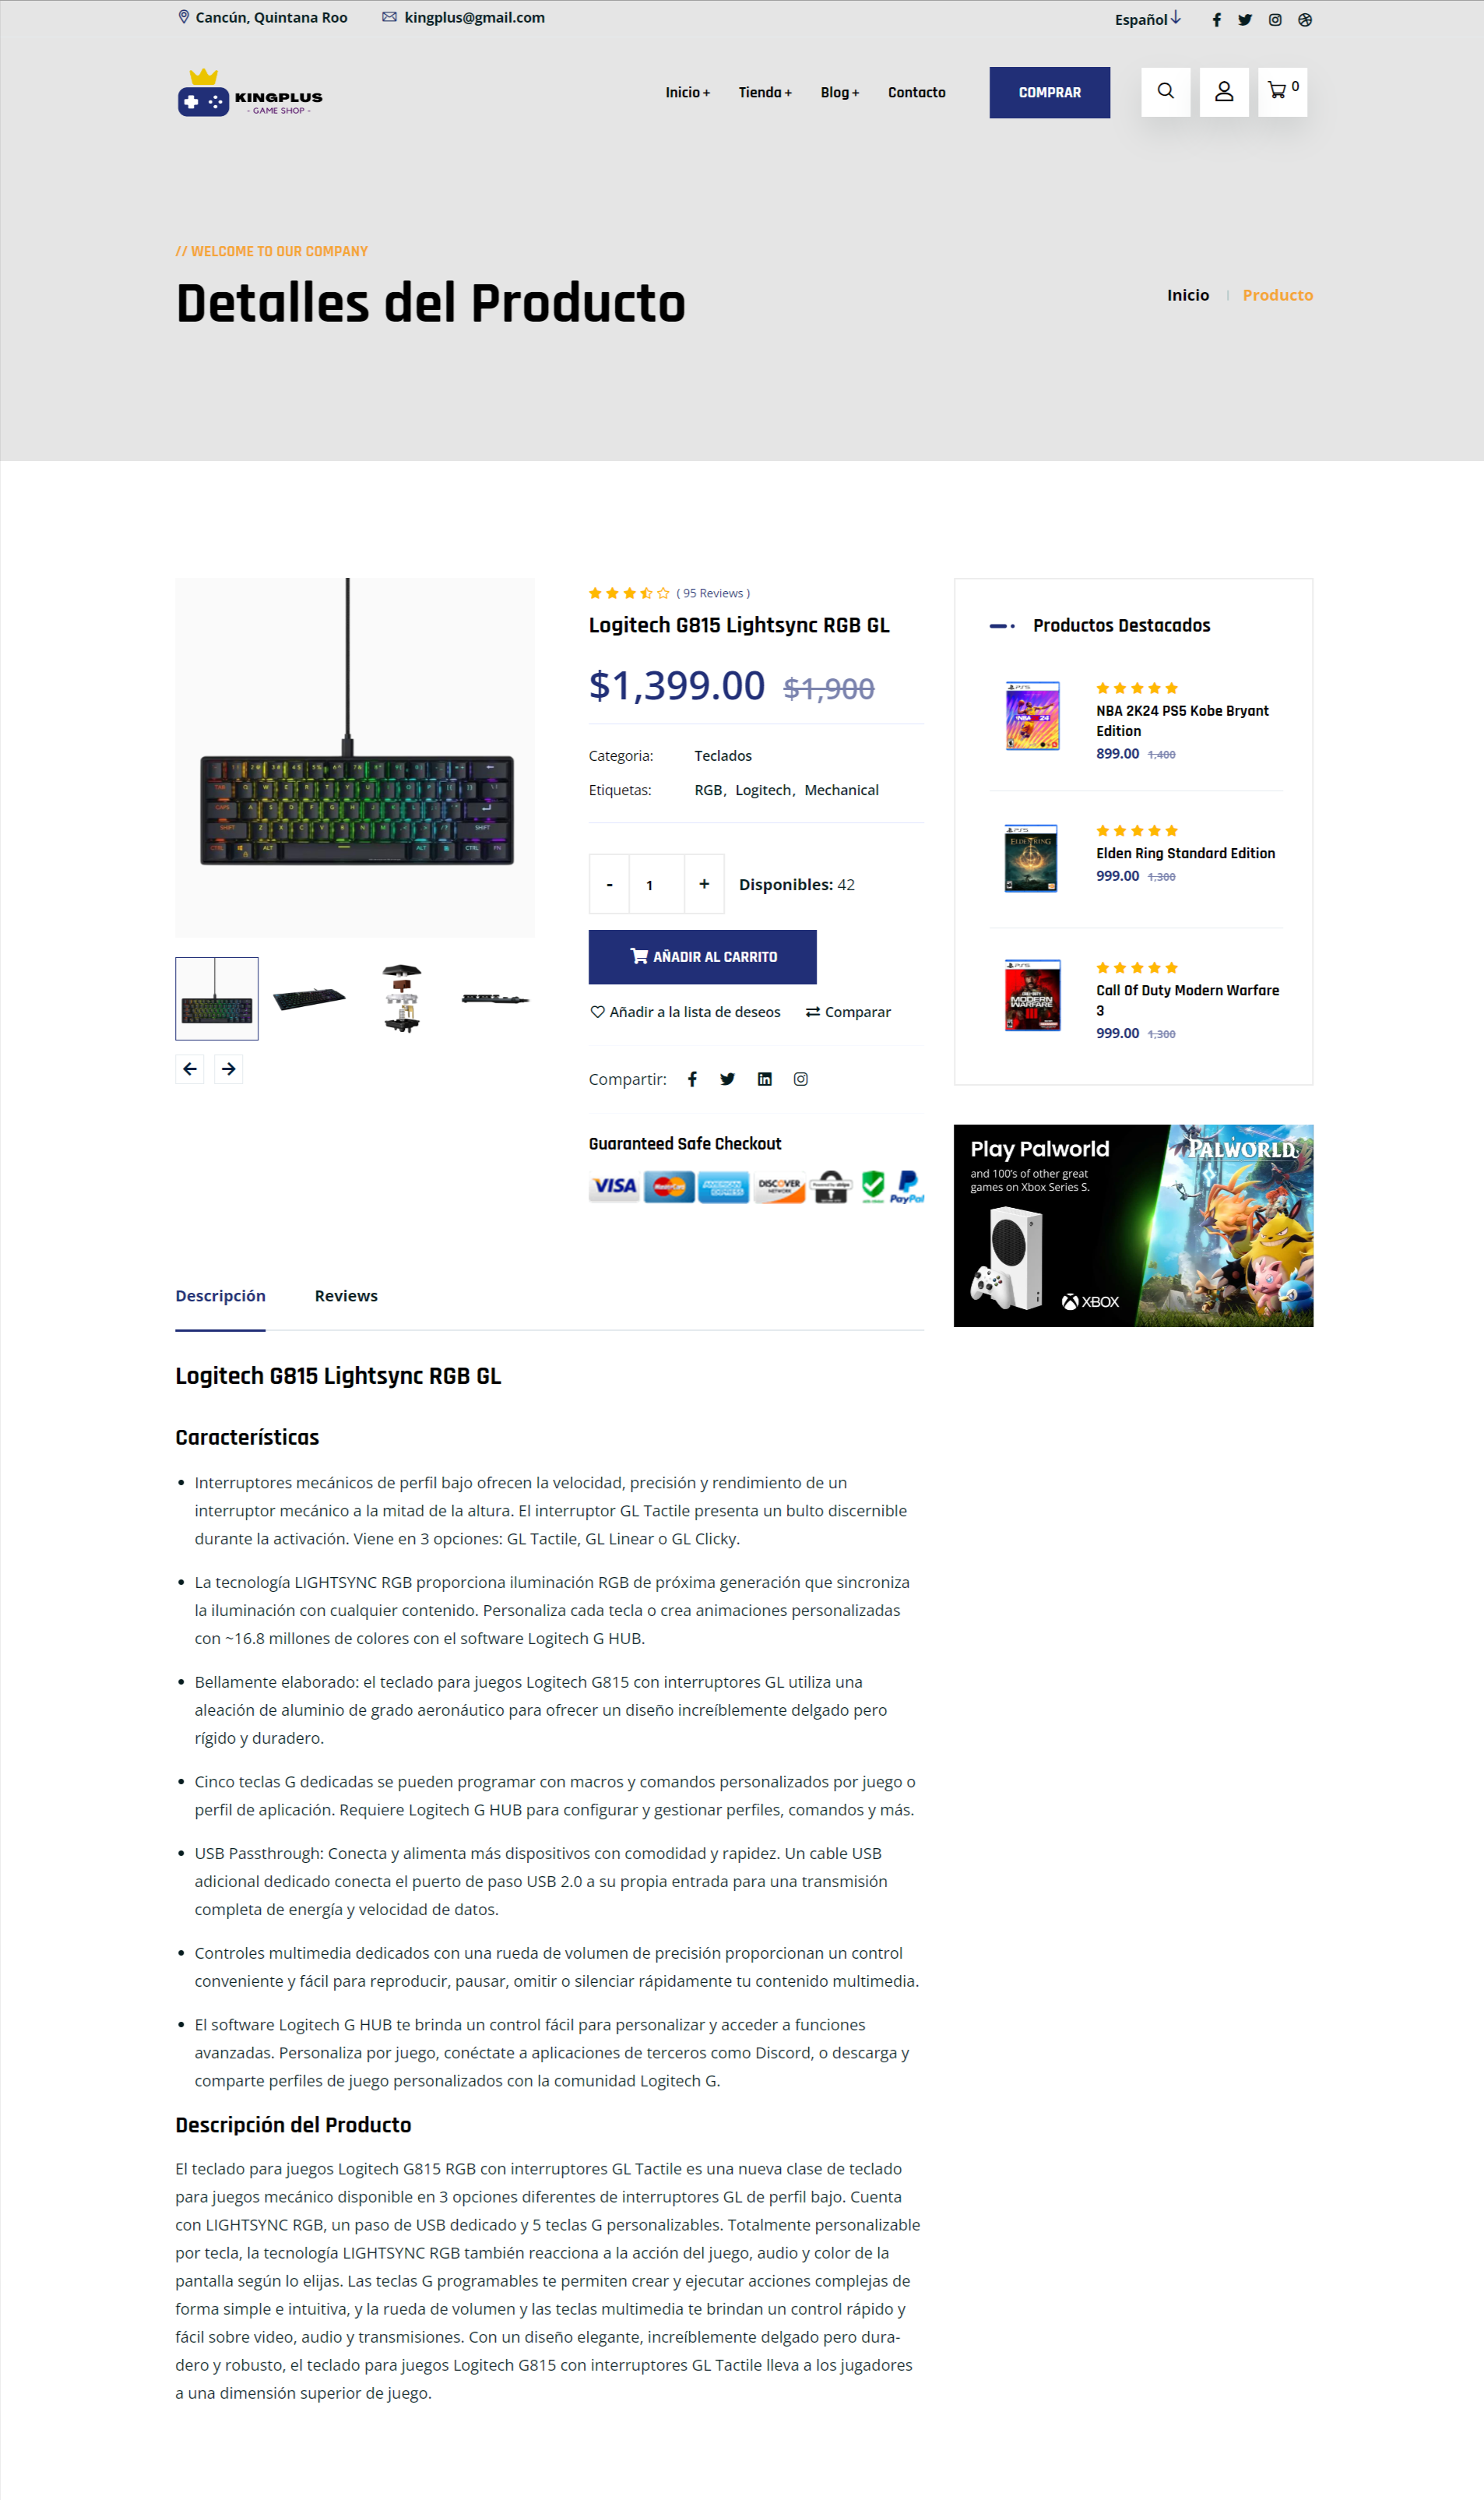 Cancún, Quintana Roo
kingplus@gmail.com
Español
KINGPLUS
- GAME SHOP -
Inicio +
Tienda +
Blog +
Contacto
COMPRAR
0
// WELCOME TO OUR COMPANY
Detalles del Producto
Inicio | Producto
( 95 Reviews )
Logitech G815 Lightsync RGB GL
$1,399.00 $1,900
Categoria: Teclados
Etiquetas: RGB, Logitech, Mechanical
- 1 + Disponibles: 42
AÑADIR AL CARRITO
Añadir a la lista de deseos
Comparar
Compartir:
Guaranteed Safe Checkout
VISA
MasterCard
AMERICAN EXPRESS
DISCOVER
NETWORK
PayPal
Productos Destacados
NBA 2K24 PS5 Kobe Bryant
Edition
899.00 1,400
ELDEN RING
Elden Ring Standard Edition
999.00 1,300
MODERN
WARFARE
Call Of Duty Modern Warfare
3
999.00 1,300
Play Palworld
and 100's of other great
games on Xbox Series S.
XBOX
PALWORLD
Descripción
Reviews
Logitech G815 Lightsync RGB GL
Características
• Interruptores mecánicos de perfil bajo ofrecen la velocidad, precisión y rendimiento de un
interruptor mecánico a la mitad de la altura. El interruptor GL Tactile presenta un bulto discernible
durante la activación. Viene en 3 opciones: GL Tactile, GL Linear o GL Clicky.
• La tecnología LIGHTSYNC RGB proporciona iluminación RGB de próxima generación que sincroniza
la iluminación con cualquier contenido. Personaliza cada tecla o crea animaciones personalizadas
con ~16.8 millones de colores con el software Logitech G HUB.
• Bellamente elaborado: el teclado para juegos Logitech G815 con interruptores GL utiliza una
aleación de aluminio de grado aeronáutico para ofrecer un diseño increíblemente delgado pero
rígido y duradero.
• Cinco teclas G dedicadas se pueden programar con macros y comandos personalizados por juego o
perfil de aplicación. Requiere Logitech G HUB para configurar y gestionar perfiles, comandos y más.
• USB Passthrough: Conecta y alimenta más dispositivos con comodidad y rapidez. Un cable USB
adicional dedicado conecta el puerto de paso USB 2.0 a su propia entrada para una transmisión
completa de energía y velocidad de datos.
• Controles multimedia dedicados con una rueda de volumen de precisión proporcionan un control
conveniente y fácil para reproducir, pausar, omitir o silenciar rápidamente tu contenido multimedia.
• El software Logitech G HUB te brinda un control fácil para personalizar y acceder a funciones
avanzadas. Personaliza por juego, conéctate a aplicaciones de terceros como Discord, o descarga y
comparte perfiles de juego personalizados con la comunidad Logitech G.
Descripción del Producto
El teclado para juegos Logitech G815 RGB con interruptores GL Tactile es una nueva clase de teclado
para juegos mecánico disponible en 3 opciones diferentes de interruptores GL de perfil bajo. Cuenta
con LIGHTSYNC RGB, un paso de USB dedicado y 5 teclas G personalizables. Totalmente personalizable
por tecla, la tecnología LIGHTSYNC RGB también reacciona a la acción del juego, audio y color de la
pantalla según lo elijas. Las teclas G programables te permiten crear y ejecutar acciones complejas de
forma simple e intuitiva, y la rueda de volumen y las teclas multimedia te brindan un control rápido y
fácil sobre video, audio y transmisiones. Con un diseño elegante, increíblemente delgado pero dura-
dero y robusto, el teclado para juegos Logitech G815 con interruptores GL Tactile lleva a los jugadores
a una dimensión superior de juego.